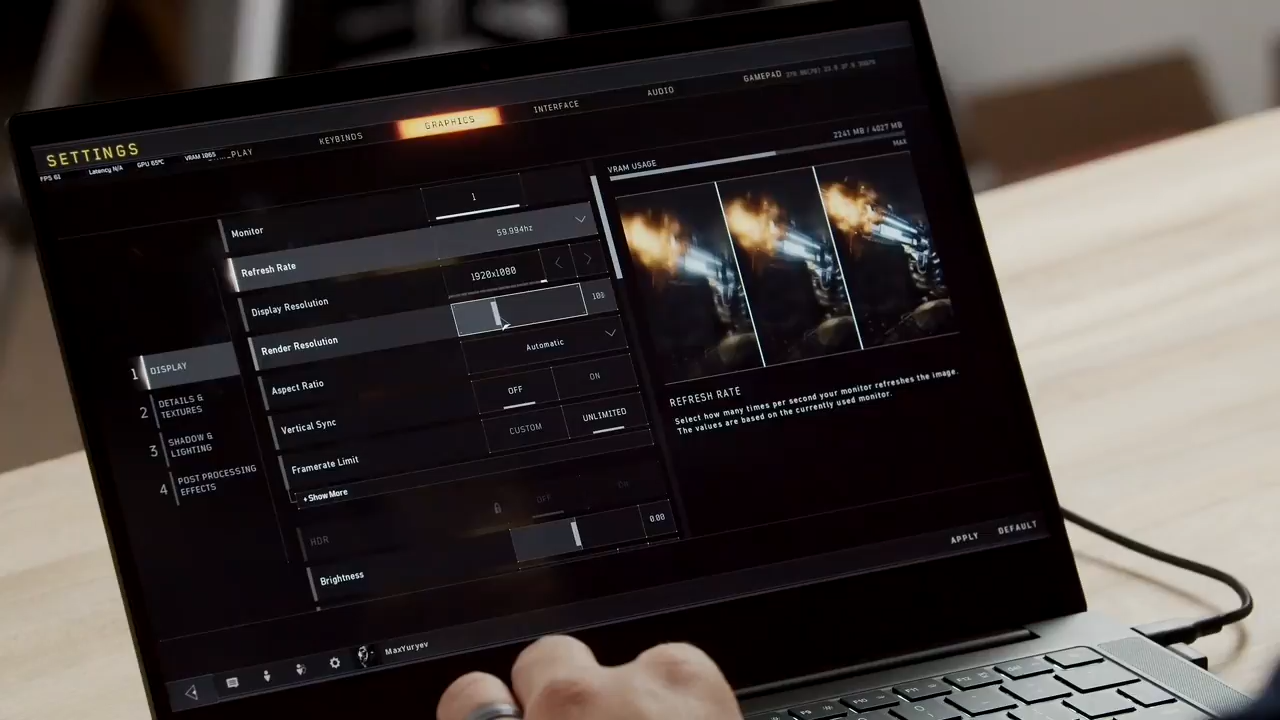 SETTINGS
KEYBINDS
GRAPHICS
INTERFACE
AUDIO
GAMEPAD
FPS 61
Latency N/A
GPU 65°C
VRAM 1065
Monitor
1
Refresh Rate
59.994hz
Display Resolution
1920x1080
Render Resolution
100
Aspect Ratio
Automatic
Vertical Sync
OFF
ON
Framerate Limit
CUSTOM
UNLIMITED
+ Show More
HDR
OFF
Brightness
0.00
1 DISPLAY
2 DETAILS &
TEXTURES
3 SHADOW &
LIGHTING
4 POST PROCESSING
EFFECTS
VRAM USAGE
2241 MB / 4027 MB
MAX
REFRESH RATE
Select how many times per second your monitor refreshes the image.
The values are based on the currently used monitor.
APPLY
DEFAULT
MaxYuryev